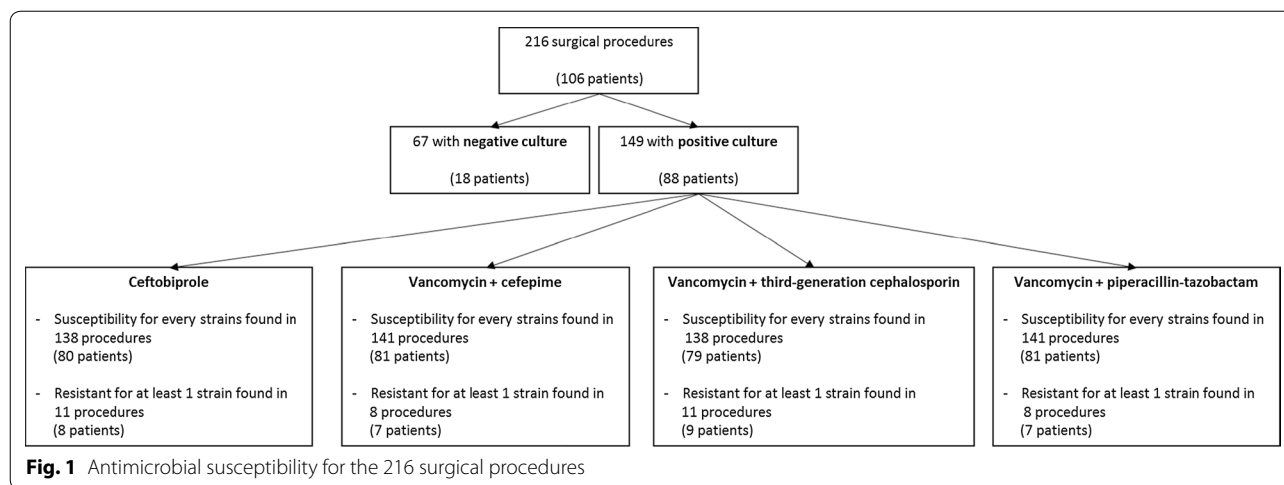 216 surgical procedures
(106 patients)
67 with negative culture
(18 patients)
149 with positive culture
(88 patients)
Ceftobiprole
- Susceptibility for every strains found in
138 procedures
(80 patients)
- Resistant for at least 1 strain found in
11 procedures
(8 patients)
Vancomycin + cefepime
- Susceptibility for every strains found in
141 procedures
(81 patients)
- Resistant for at least 1 strain found in
8 procedures
(7 patients)
Vancomycin + third-generation cephalosporin
- Susceptibility for every strains found in
138 procedures
(79 patients)
- Resistant for at least 1 strain found in
11 procedures
(9 patients)
Vancomycin + piperacillin-tazobactam
- Susceptibility for every strains found in
141 procedures
(81 patients)
- Resistant for at least 1 strain found in
8 procedures
(7 patients)
Fig. 1 Antimicrobial susceptibility for the 216 surgical procedures